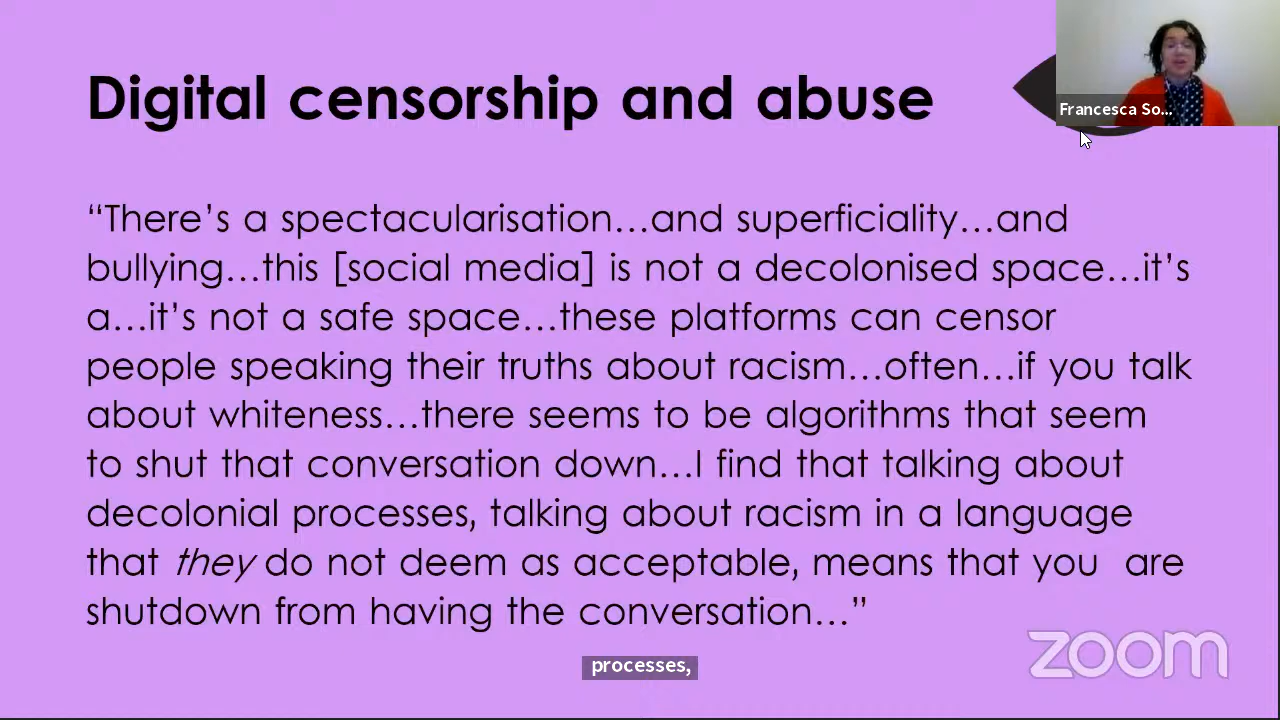 Digital censorship and abuse
Francesca So...
“There’s a spectacularisation…and superficiality…and
bullying…this [social media] is not a decolonised space…it’s
a…it’s not a safe space…these platforms can censor
people speaking their truths about racism…often…if you talk
about whiteness…there seems to be algorithms that seem
to shut that conversation down…I find that talking about
decolonial processes, talking about racism in a language
that they do not deem as acceptable, means that you  are
shutdown from having the conversation…”
zoom
processes,